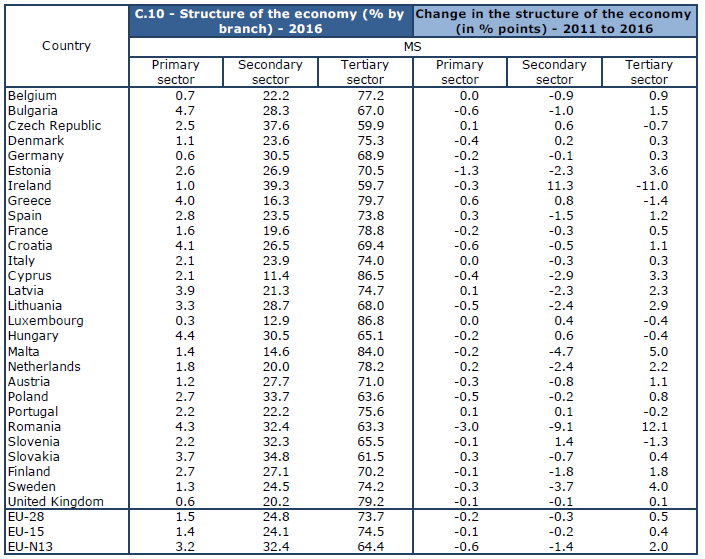 Country C.10 - Structure of the economy (% by branch) - 2016 Change in the structure of the economy (in % points) - 2011 to 2016
MS
Primary sector Secondary sector Tertiary sector Primary sector Secondary sector Tertiary sector
Belgium 0.7 22.2 77.2 0.0 -0.9 0.9
Bulgaria 4.7 28.3 67.0 -0.6 -1.0 1.5
Czech Republic 2.5 37.6 59.9 0.1 0.6 -0.7
Denmark 1.1 23.6 75.3 -0.4 0.2 0.3
Germany 0.6 30.5 68.9 -0.2 -0.1 0.3
Estonia 2.6 26.9 70.5 -1.3 -2.3 3.6
Ireland 1.0 39.3 59.7 -0.3 11.3 -11.0
Greece 4.0 16.3 79.7 0.6 0.8 -1.4
Spain 2.8 23.5 73.8 0.3 -1.5 1.2
France 1.6 19.6 78.8 -0.2 -0.3 0.5
Croatia 4.1 26.5 69.4 -0.6 -0.5 1.1
Italy 2.1 23.9 74.0 0.0 -0.3 0.3
Cyprus 2.1 11.4 86.5 -0.4 -2.9 3.3
Latvia 3.9 21.3 74.7 0.1 -2.3 2.3
Lithuania 3.3 28.7 68.0 -0.5 -2.4 2.9
Luxembourg 0.3 12.9 86.8 0.0 0.4 -0.4
Hungary 4.4 30.5 65.1 -0.2 0.6 -0.4
Malta 1.4 14.6 84.0 -0.2 -4.7 5.0
Netherlands 1.8 20.0 78.2 0.2 -2.4 2.2
Austria 1.2 27.7 71.0 -0.3 -0.8 1.1
Poland 2.7 33.7 63.6 -0.5 -0.2 0.8
Portugal 2.2 22.2 75.6 0.1 0.1 -0.2
Romania 4.3 32.4 63.3 -3.0 -9.1 12.1
Slovenia 2.2 32.3 65.5 -0.1 1.4 -1.3
Slovakia 3.7 34.8 61.5 0.3 -0.7 0.4
Finland 2.7 27.1 70.2 -0.1 -1.8 1.8
Sweden 1.3 24.5 74.2 -0.3 -3.7 4.0
United Kingdom 0.6 20.2 79.2 -0.1 -0.1 0.1
EU-28 1.5 24.8 73.7 -0.2 -0.3 0.5
EU-15 1.4 24.1 74.5 -0.1 -0.2 0.4
EU-N13 3.2 32.4 64.4 -0.6 -1.4 2.0